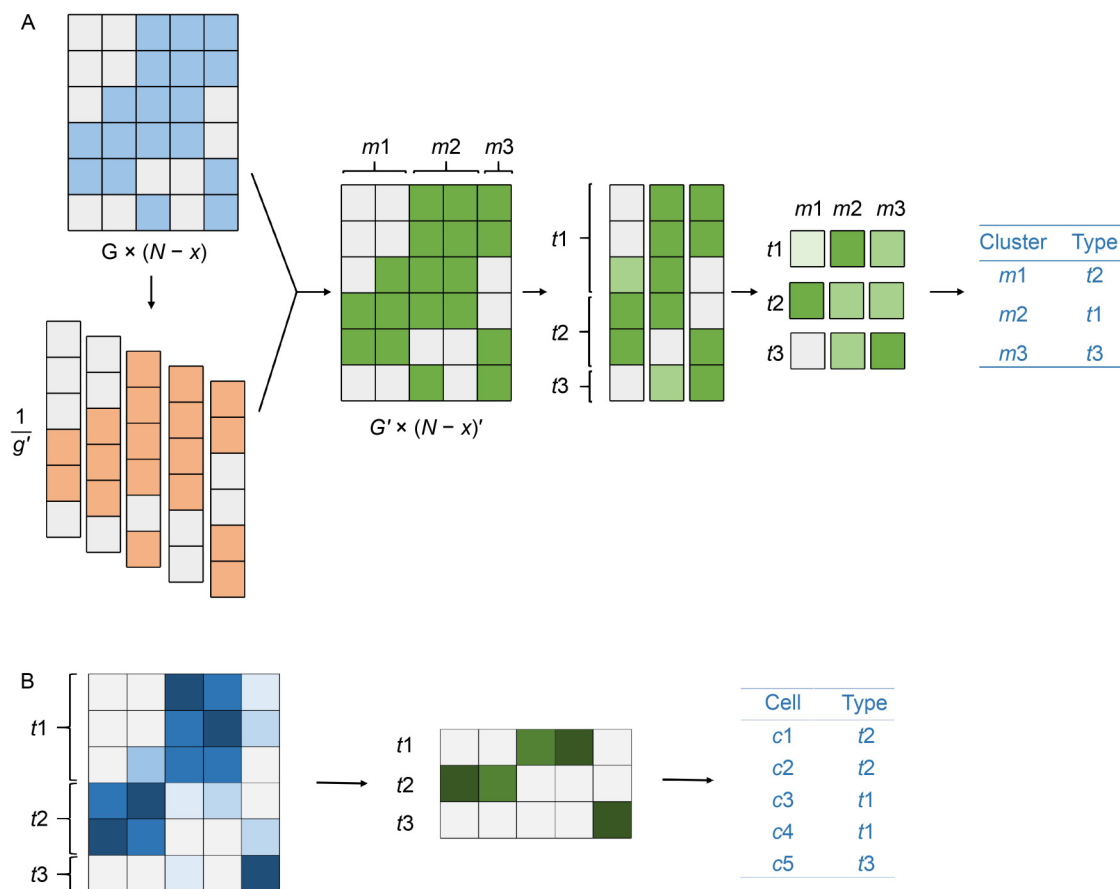 A
G × (N − x)
1
g′
m1 m2 m3
G′ × (N − x)′
t1
t2
t3
m1 m2 m3
t1
t2
t3
Cluster Type
m1 t2
m2 t1
m3 t3
B
t1
t2
t3
t1
t2
t3
Cell Type
c1 t2
c2 t2
c3 t1
c4 t1
c5 t3